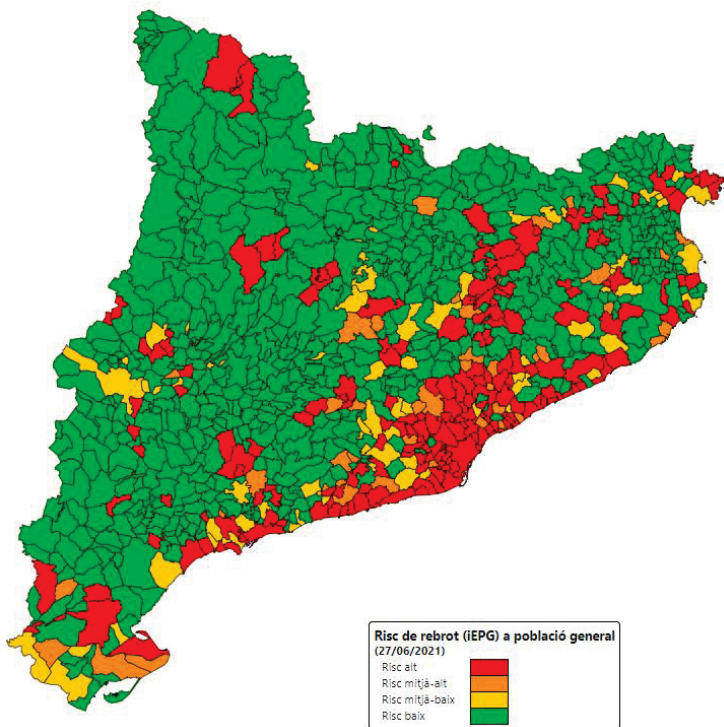 Risc de rebrot (iEPG) a població general
(27/06/2021)
Risc alt
Risc mitjà-alt
Risc mitjà-baix
Risc baix